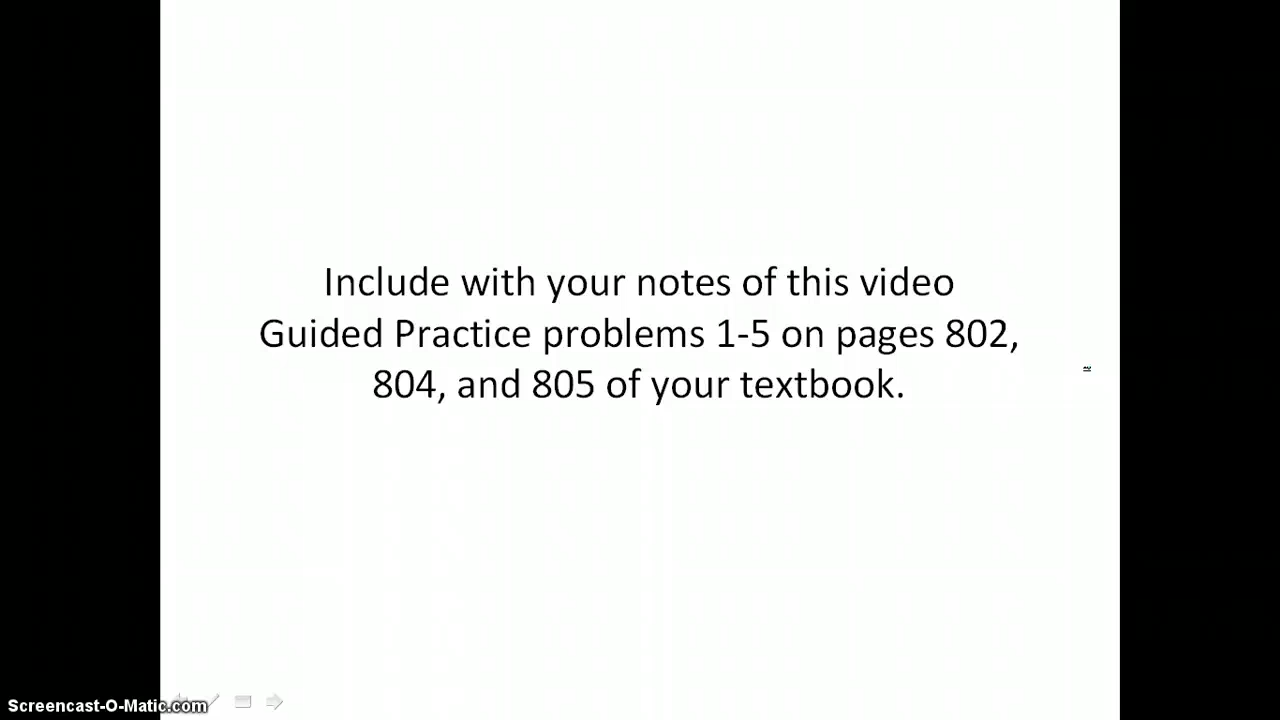 Include with your notes of this video
Guided Practice problems 1-5 on pages 802,
804, and 805 of your textbook.
Screencast-O-Matic.com